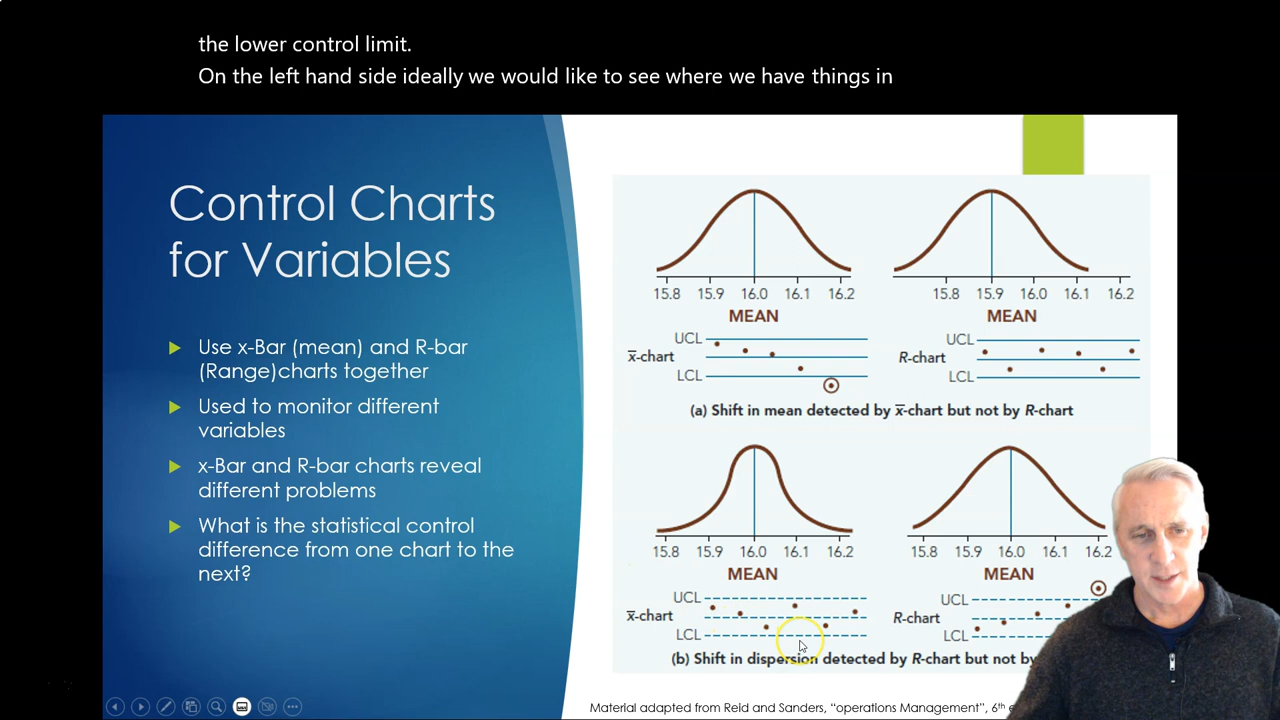 the lower control limit.
On the left hand side ideally we would like to see where we have things in
Control Charts
for Variables
Use x-Bar (mean) and R-bar
(Range)charts together
Used to monitor different
variables
x-Bar and R-bar charts reveal
different problems
What is the statistical control
difference from one chart to the
next?
15.8 15.9 16.0 16.1 16.2
MEAN
UCL
x̅-chart
LCL
15.8 15.9 16.0 16.1 16.2
MEAN
UCL
R-chart
LCL
(a) Shift in mean detected by x̅-chart but not by R-chart
15.8 15.9 16.0 16.1 16.2
MEAN
UCL
x̅-chart
LCL
15.8 15.9 16.0 16.1 16.2
MEAN
UCL
R-chart
LCL
(b) Shift in dispersion detected by R-chart but not by
Material adapted from Reid and Sanders, “operations Management”, 6th